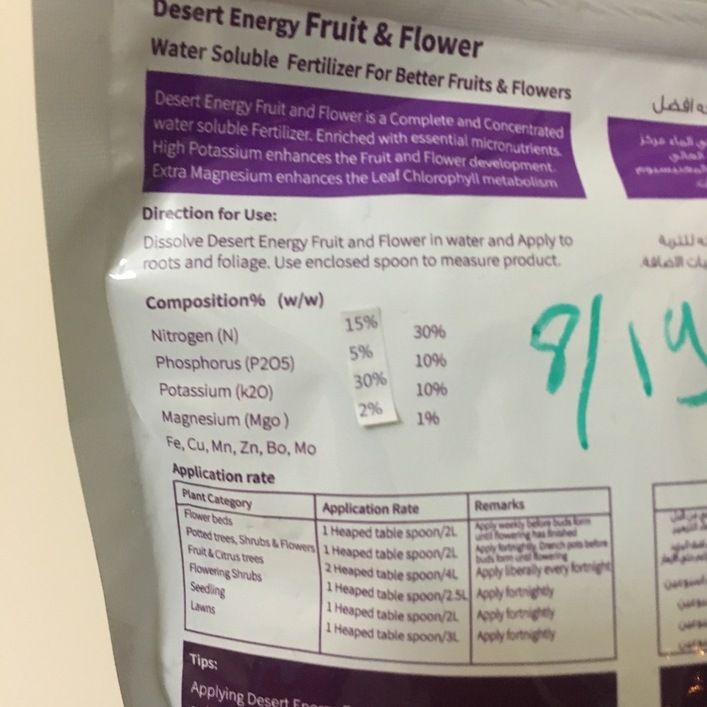 Desert Energy Fruit & Flower
Water Soluble Fertilizer For Better Fruits & Flowers
Desert Energy Fruit and Flower is a Complete and Concentrated
water soluble Fertilizer. Enriched with essential micronutrients.
High Potassium enhances the Fruit and Flower development.
Extra Magnesium enhances the Leaf Chlorophyll metabolism
Direction for Use:
Dissolve Desert Energy Fruit and Flower in water and Apply to
roots and foliage. Use enclosed spoon to measure product.
Composition% (w/w)
Nitrogen (N) 15% 30%
Phosphorus (P2O5) 5% 10%
Potassium (k2O) 30% 10%
Magnesium (Mgo) 2% 1%
Fe, Cu, Mn, Zn, Bo, Mo
8/19
Application rate
Plant Category Application Rate Remarks
Flower beds 1 Heaped table spoon/2L Apply weekly before buds form
until flowering has finished
Potted trees, Shrubs & Flowers 1 Heaped table spoon/2L Apply fortnightly. Drench pots before
buds form until flowering
Fruit & Citrus trees 2 Heaped table spoon/4L Apply liberally every fortnight
Flowering Shrubs 1 Heaped table spoon/2.5L Apply fortnightly
Seedling 1 Heaped table spoon/2L Apply fortnightly
Lawns 1 Heaped table spoon/3L Apply fortnightly
Tips:
Applying Desert